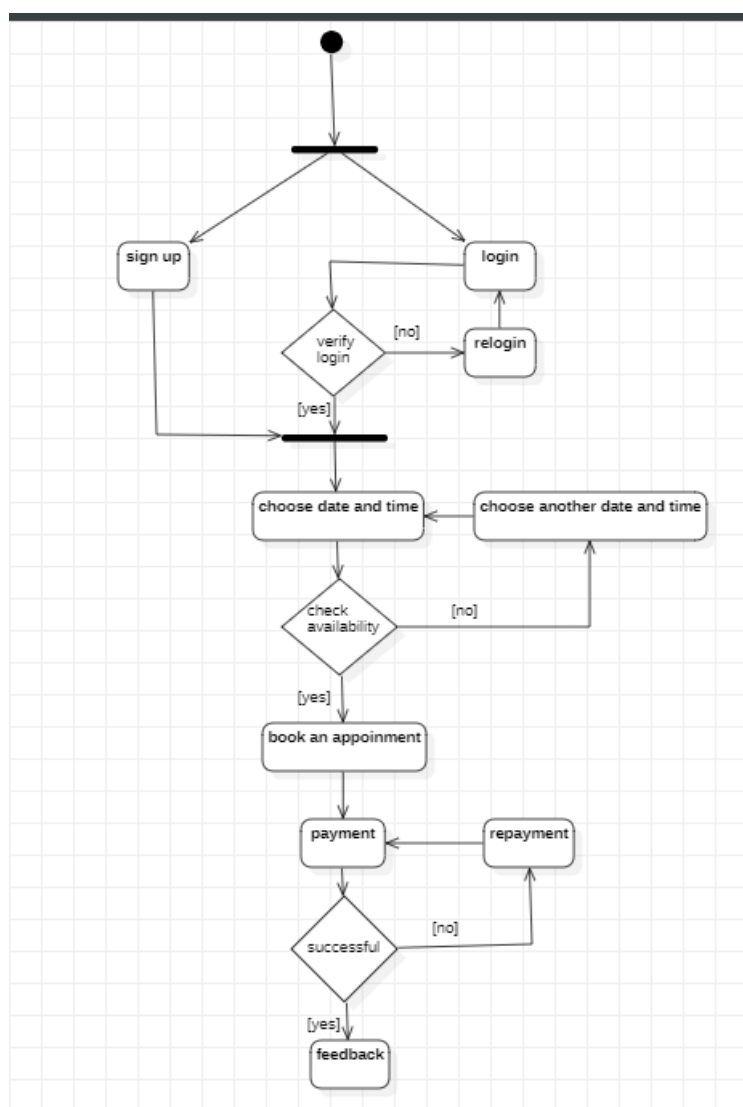 sign up
login
verify
login
[no]
relogin
[yes]
choose date and time
choose another date and time
check
availability
[no]
[yes]
book an appoinment
payment
repayment
successful
[no]
[yes]
feedback